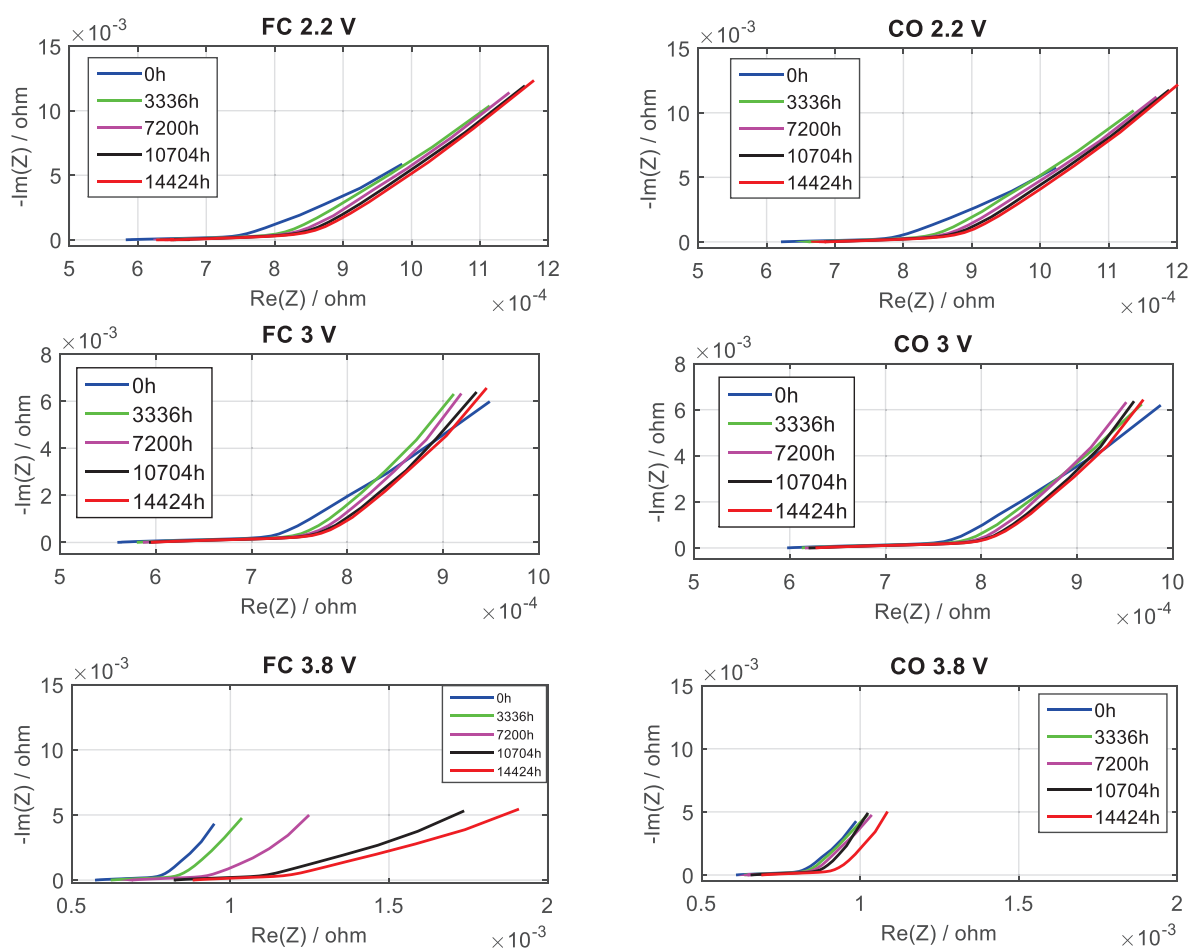 FC 2.2 V
×10-3
15
10
5
0
-Im(Z) / ohm
0h
3336h
7200h
10704h
14424h
5 6 7 8 9 10 11 12
Re(Z) / ohm
×10-4
CO 2.2 V
×10-3
15
10
5
0
-Im(Z) / ohm
0h
3336h
7200h
10704h
14424h
5 6 7 8 9 10 11 12
Re(Z) / ohm
×10-4
FC 3 V
×10-3
8
6
4
2
0
-Im(Z) / ohm
0h
3336h
7200h
10704h
14424h
5 6 7 8 9 10
Re(Z) / ohm
×10-4
CO 3 V
×10-3
8
6
4
2
0
-Im(Z) / ohm
0h
3336h
7200h
10704h
14424h
5 6 7 8 9 10
Re(Z) / ohm
×10-4
FC 3.8 V
×10-3
15
10
5
0
-Im(Z) / ohm
0h
3336h
7200h
10704h
14424h
0.5 1 1.5 2
Re(Z) / ohm
×10-3
CO 3.8 V
×10-3
15
10
5
0
-Im(Z) / ohm
0h
3336h
7200h
10704h
14424h
0.5 1 1.5 2
Re(Z) / ohm
×10-3